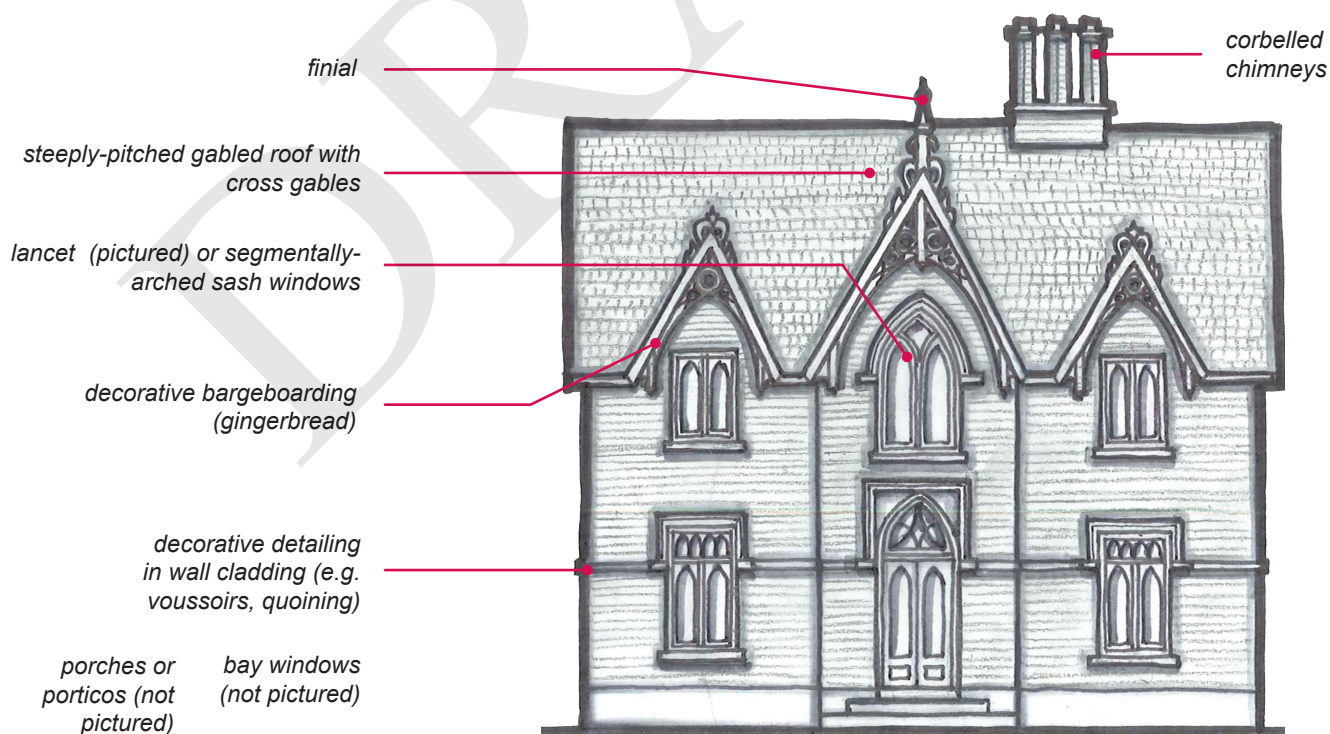 DRA
corbelled
chimneys
finial
steeply-pitched gabled roof with
cross gables
lancet (pictured) or segmentally-
arched sash windows
decorative bargeboarding
(gingerbread)
decorative detailing
in wall cladding (e.g.
voussoirs, quoining)
porches or
porticos (not
pictured)
bay windows
(not pictured)